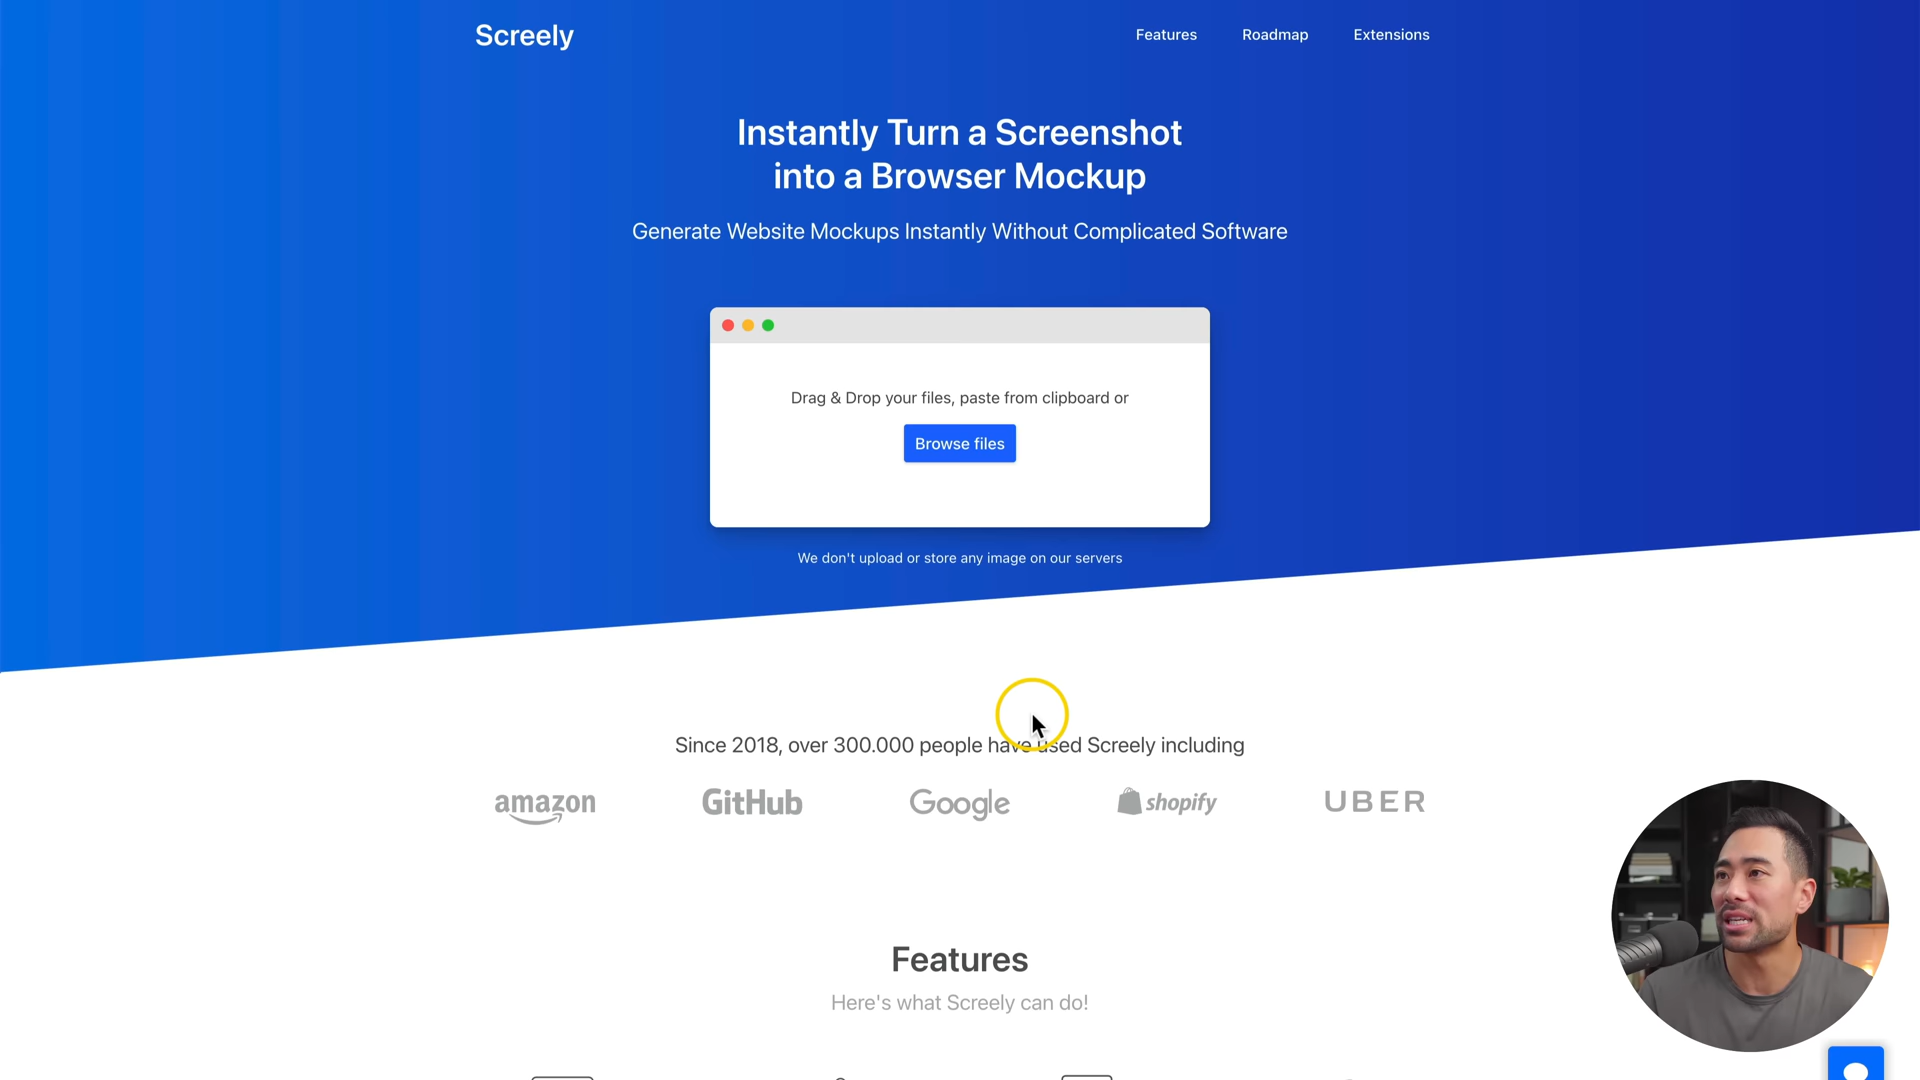 Screely
Features
Roadmap
Extensions
Instantly Turn a Screenshot
into a Browser Mockup
Generate Website Mockups Instantly Without Complicated Software
Drag & Drop your files, paste from clipboard or
Browse files
We don't upload or store any image on our servers
Since 2018, over 300.000 people have used Screely including
amazon
GitHub
Google
shopify
UBER
Features
Here's what Screely can do!